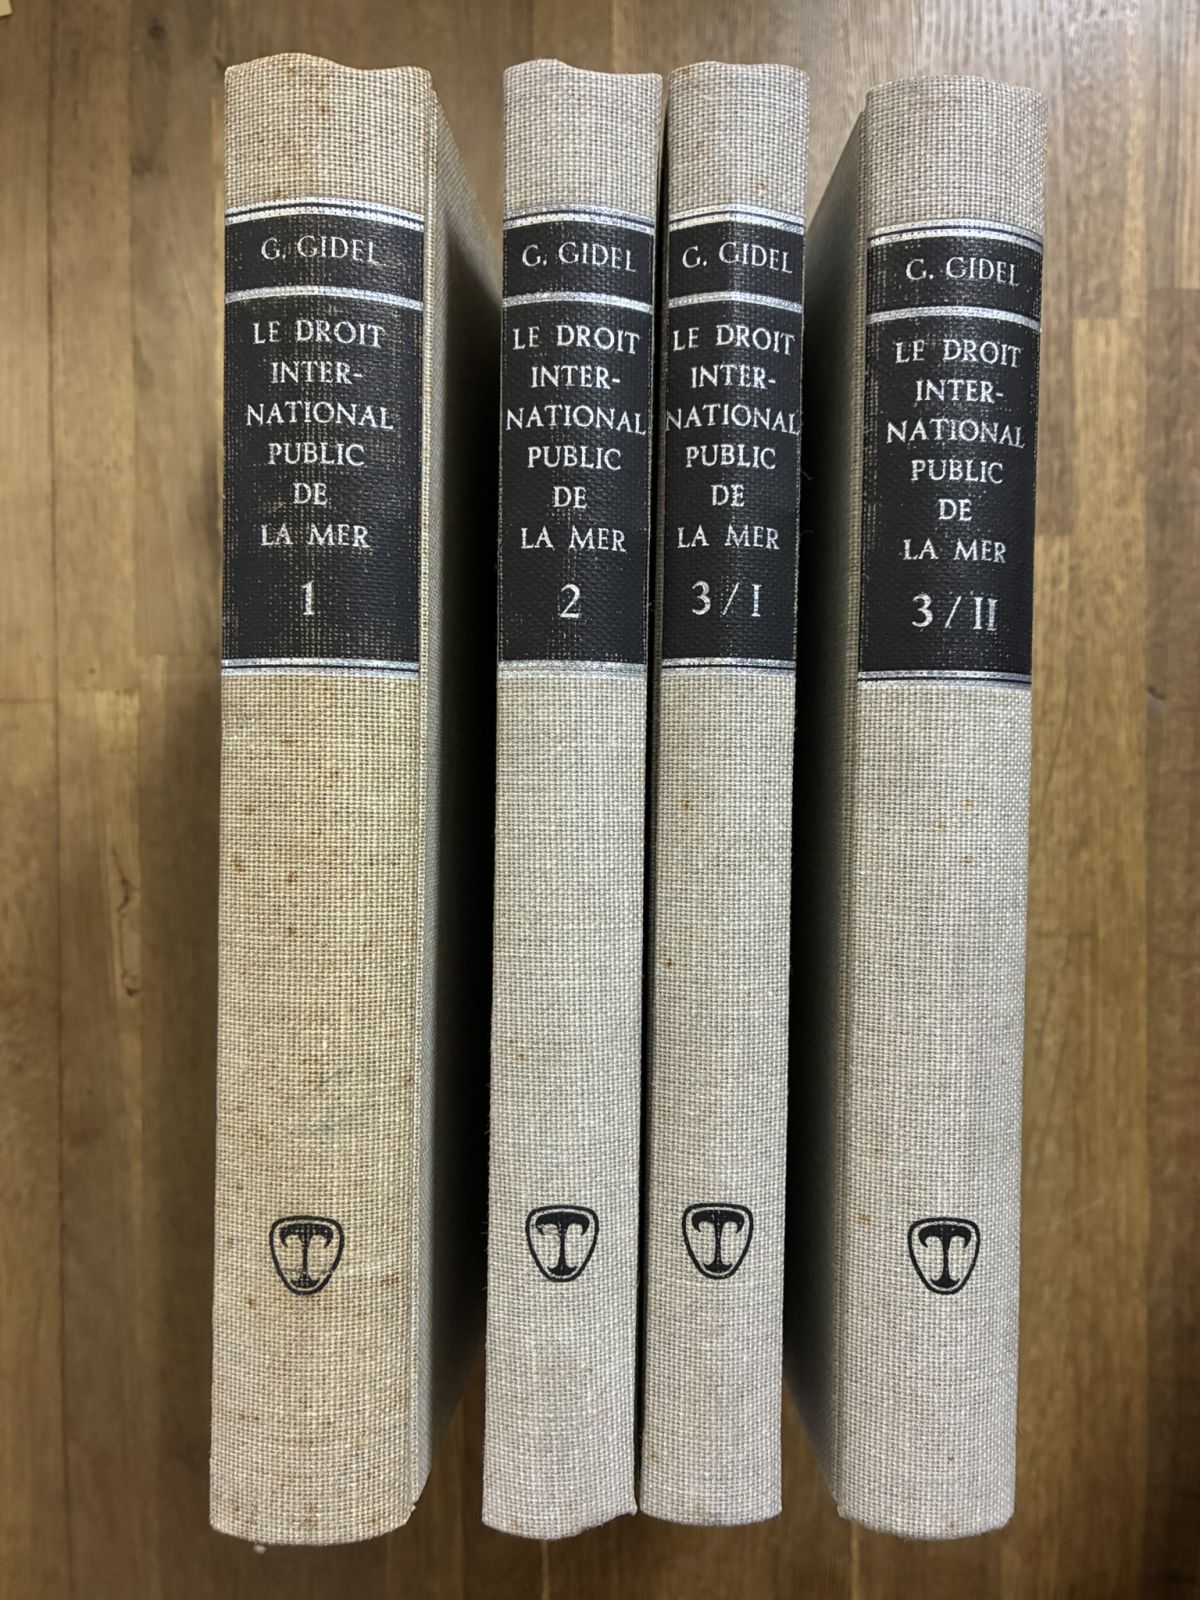 G. GIDEL
LE DROIT
INTER-
NATIONAL
PUBLIC
DE
LA MER
1
T
G. GIDEL
LE DROIT
INTER-
NATIONAL
PUBLIC
DE
LA MER
2
T
G. GIDEL
LE DROIT
INTER-
NATIONAL
PUBLIC
DE
LA MER
3/I
T
G. GIDEL
LE DROIT
INTER-
NATIONAL
PUBLIC
DE
LA MER
3/II
T